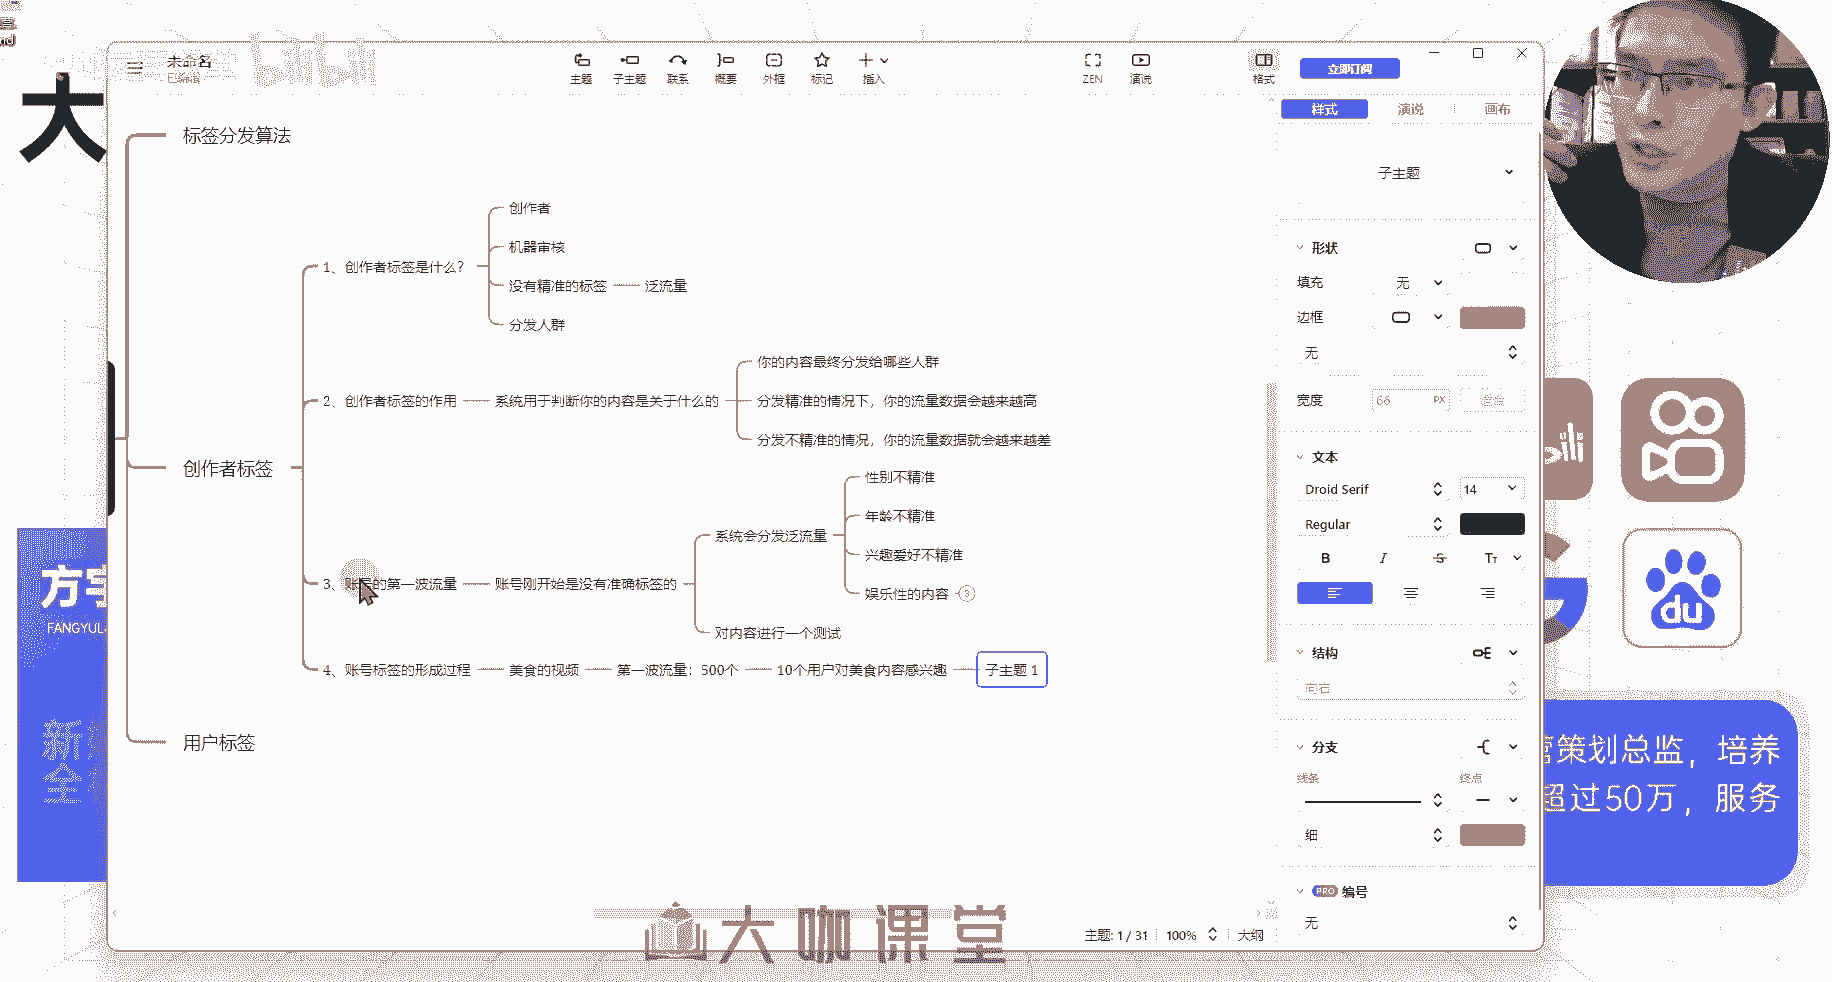 大
bilibili
未命名
已编辑
主题
子主题
联系
概要
外框
标记
插入
ZEN
演说
格式
立即订阅
样式
演说
画布
标签分发算法
创作者标签
用户标签
1、创作者标签是什么?
创作者
机器审核
没有精准的标签
泛流量
分发人群
2、创作者标签的作用
系统用于判断你的内容是关于什么的
你的内容最终分发给哪些人群
分发精准的情况下，你的流量数据会越来越高
分发不精准的情况，你的流量数据就会越来越差
3、账号的第一波流量
账号刚开始是没有准确标签的
系统会分发泛流量
性别不精准
年龄不精准
兴趣爱好不精准
娱乐性的内容
3
对内容进行一个测试
4、账号标签的形成过程
美食的视频
第一波流量：500个
10个用户对美食内容感兴趣
子主题 1
子主题
形状
填充
无
边框
无
宽度
66
PX
文本
Droid Serif
14
Regular
B
I
S
Tт
结构
向右
分支
线条
终点
细
PRO
编号
无
主题: 1 / 31
100%
大纲
大咖课堂
方宇
FANGYUL
新
全
du
策划总监，培养
超过50万，服务